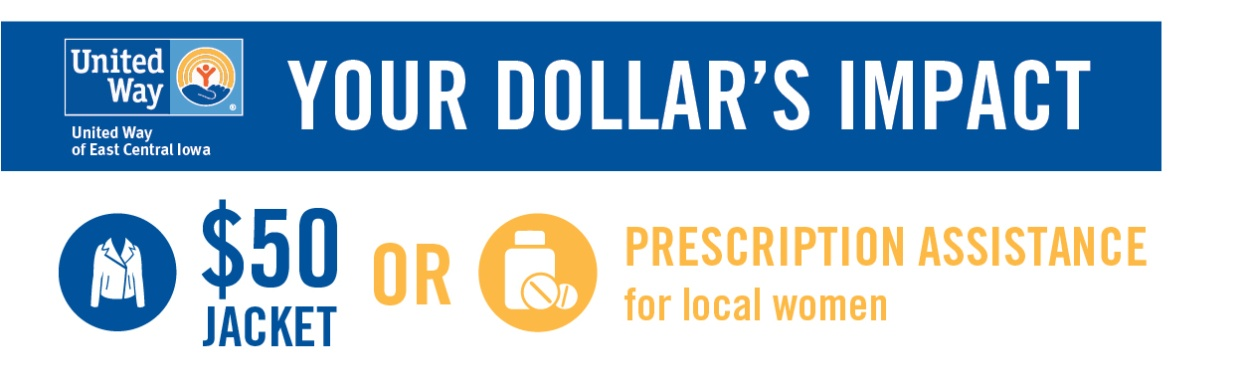 United
Way
®
United Way
of East Central Iowa
YOUR DOLLAR'S IMPACT
$50
JACKET
OR
PRESCRIPTION ASSISTANCE
for local women